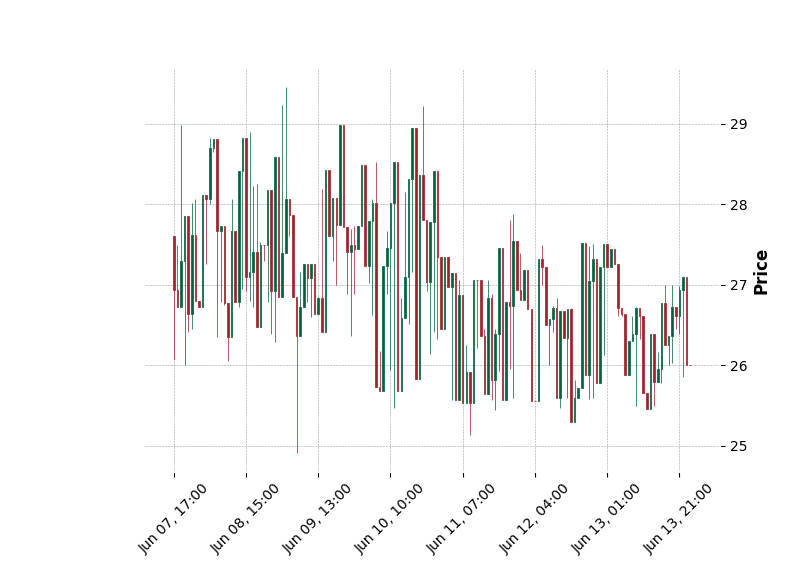 29
28
27
26
25
Price
Jun 07, 17:00
Jun 08, 15:00
Jun 09, 13:00
Jun 10, 10:00
Jun 11, 07:00
Jun 12, 04:00
Jun 13, 01:00
Jun 13, 21:00